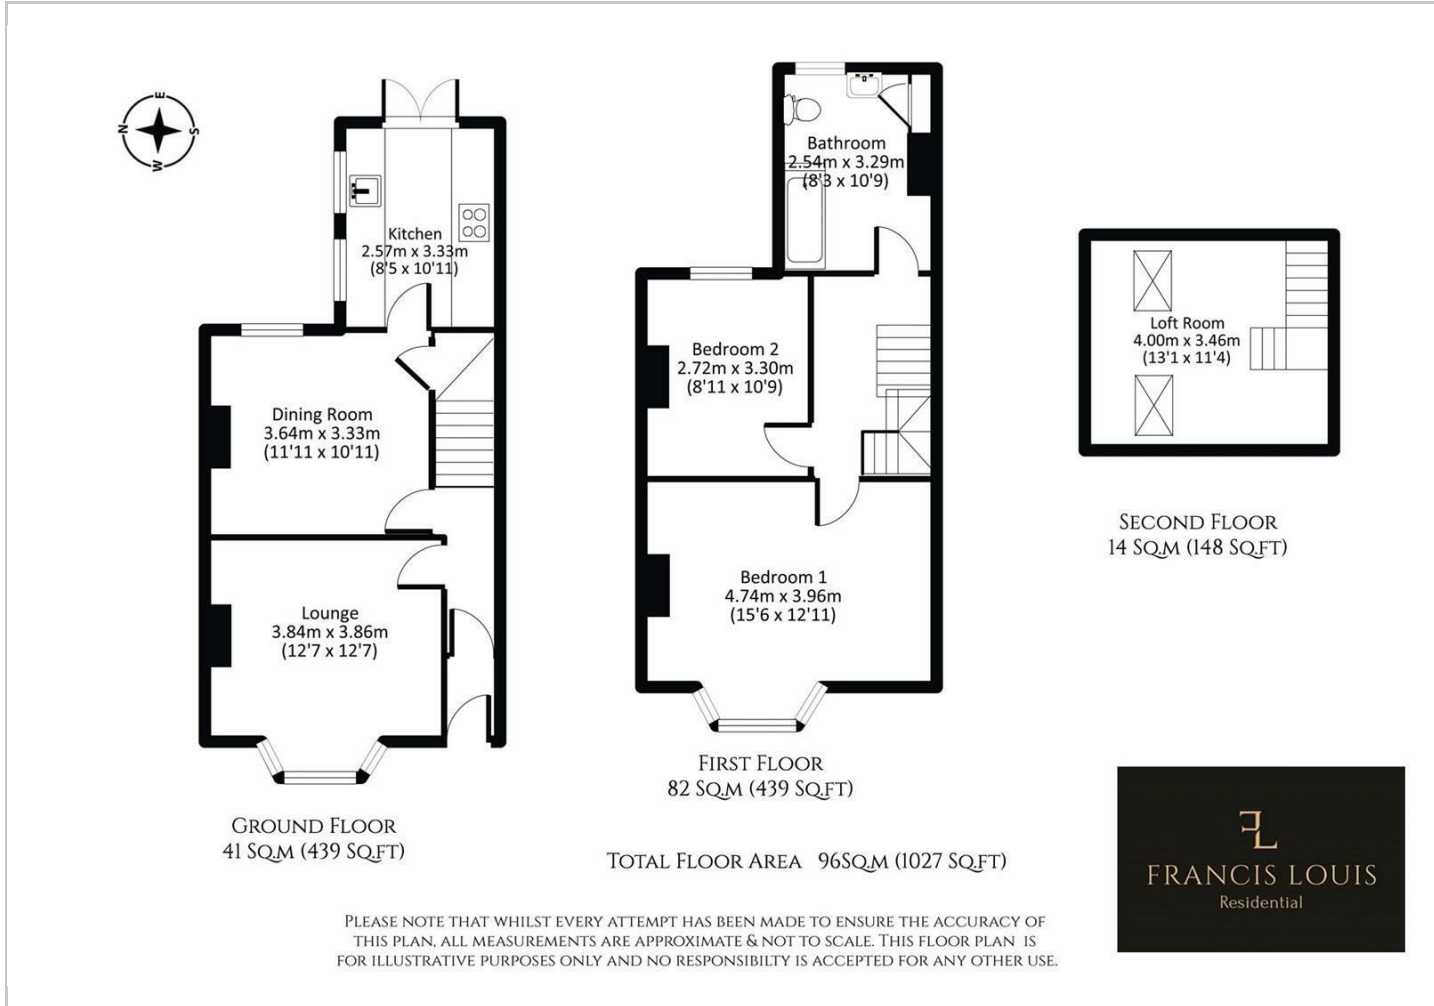 E
N
S
W
Kitchen
2.57m x 3.33m
(8'5 x 10'11)
Dining Room
3.64m x 3.33m
(11'11 x 10'11)
Lounge
3.84m x 3.86m
(12'7 x 12'7)
GROUND FLOOR
41 SQ.M (439 SQ.FT)
Bathroom
2.54m x 3.29m
(8'3 x 10'9)
Bedroom 2
2.72m x 3.30m
(8'11 x 10'9)
Bedroom 1
4.74m x 3.96m
(15'6 x 12'11)
FIRST FLOOR
82 SQ.M (439 SQ.FT)
Loft Room
4.00m x 3.46m
(13'1 x 11'4)
SECOND FLOOR
14 SQ.M (148 SQ.FT)
TOTAL FLOOR AREA 96SQ.M (1027 SQ.FT)
PLEASE NOTE THAT WHILST EVERY ATTEMPT HAS BEEN MADE TO ENSURE THE ACCURACY OF
THIS PLAN, ALL MEASUREMENTS ARE APPROXIMATE & NOT TO SCALE. THIS FLOOR PLAN IS
FOR ILLUSTRATIVE PURPOSES ONLY AND NO RESPONSIBILTY IS ACCEPTED FOR ANY OTHER USE.
FL
FRANCIS LOUIS
Residential